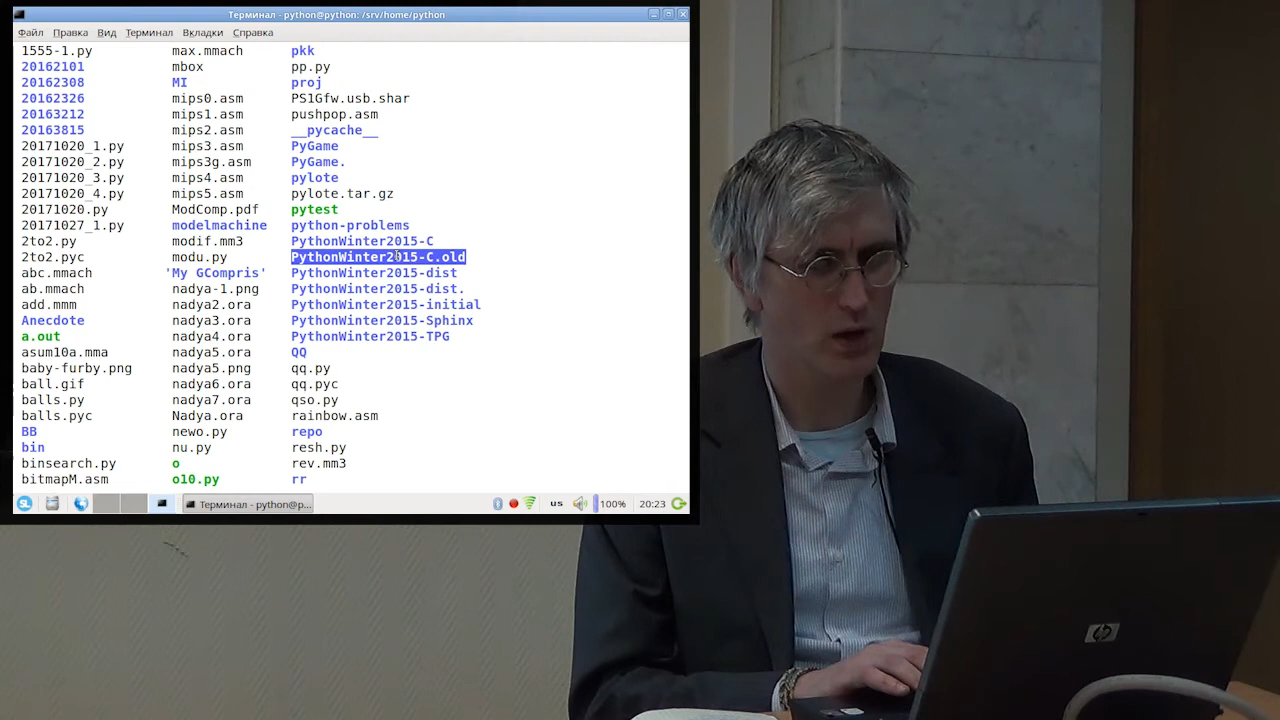 Терминал - python@python: /srv/home/python
Файл Правка Вид Терминал Вкладки Справка
1555-1.py max.mmach pkk
20162101 mbox pp.py
20162308 MI proj
20162326 mips0.asm PS1Gfw.usb.shar
20163212 mips1.asm pushpop.asm
20163815 mips2.asm __pycache__
20171020_1.py mips3.asm PyGame
20171020_2.py mips3g.asm PyGame.
20171020_3.py mips4.asm pylote
20171020_4.py mips5.asm pylote.tar.gz
20171020.py ModComp.pdf pytest
20171027_1.py modelmachine python-problems
2to2.py modif.mm3 PythonWinter2015-C
2to2.pyc modu.py PythonWinter2015-C.old
abc.mmach 'My GCompris' PythonWinter2015-dist
ab.mmach nadya-1.png PythonWinter2015-dist.
add.mmm nadya2.ora PythonWinter2015-initial
Anecdote nadya3.ora PythonWinter2015-Sphinx
a.out nadya4.ora PythonWinter2015-TPG
asum10a.mma nadya5.ora QQ
baby-furby.png nadya5.png qq.py
ball.gif nadya6.ora qq.pyc
balls.py nadya7.ora qso.py
balls.pyc Nadya.ora rainbow.asm
BB newo.py repo
bin nu.py resh.py
binsearch.py o rev.mm3
bitmapM.asm o10.py rr
Терминал - python@p... us 100% 20:23
hp